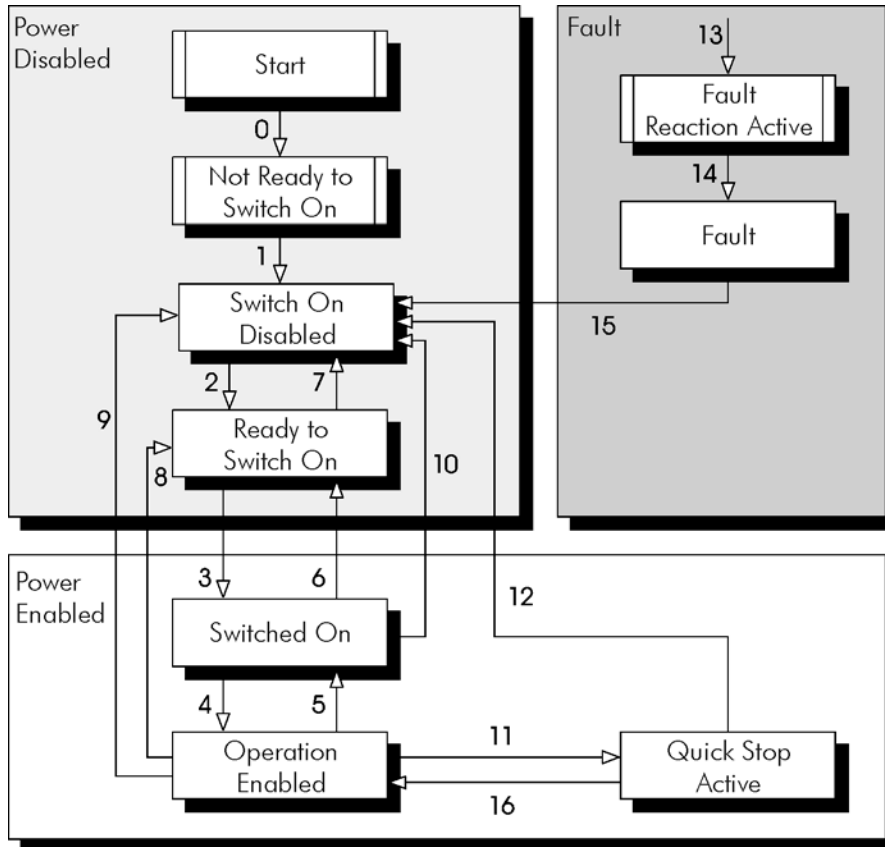 Power
Disabled
Start
0
Not Ready to
Switch On
1
Switch On
Disabled
2
7
9
Ready to
Switch On
8
10
Fault
13
Fault
Reaction Active
14
Fault
15
Power
Enabled
3
6
12
Switched On
4
5
Operation
Enabled
11
16
Quick Stop
Active